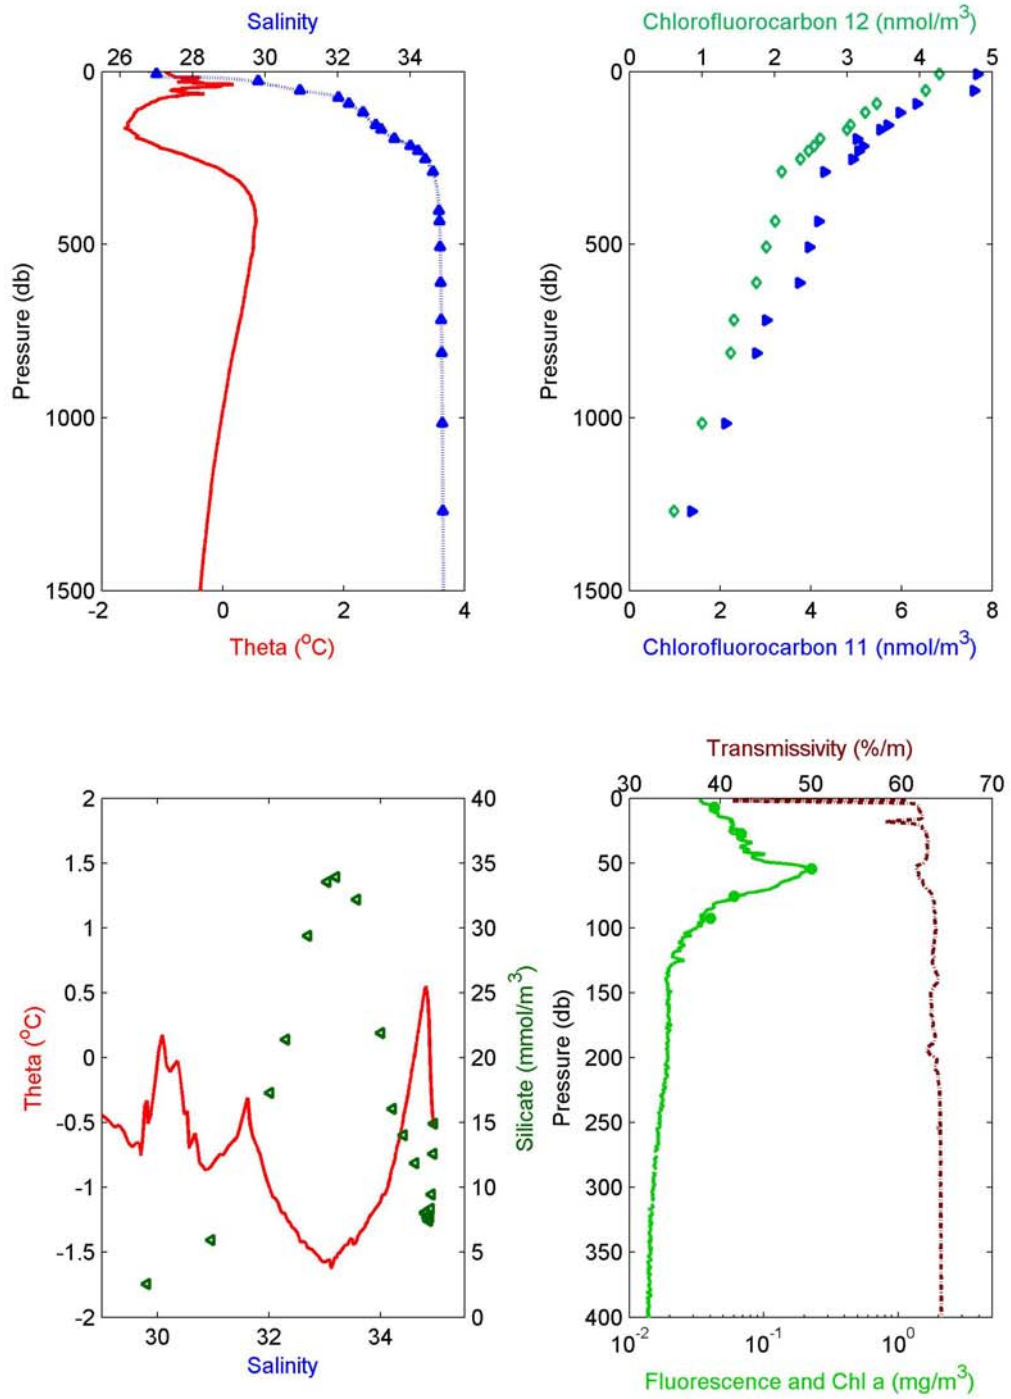 Salinity
26 28 30 32 34
0
500
1000
1500
Pressure (db)
-2 0 2 4
Theta (°C)
Chlorofluorocarbon 12 (nmol/m³)
0 1 2 3 4 5
0
500
1000
1500
Pressure (db)
0 2 4 6 8
Chlorofluorocarbon 11 (nmol/m³)
2
1.5
1
0.5
0
-0.5
-1
-1.5
-2
Theta (°C)
40
35
30
25
20
15
10
5
0
Silicate (mmol/m³)
30 32 34
Salinity
Transmissivity (%/m)
30 40 50 60 70
0
50
100
150
200
250
300
350
400
Pressure (db)
10⁻² 10⁻¹ 10⁰
Fluorescence and Chl a (mg/m³)